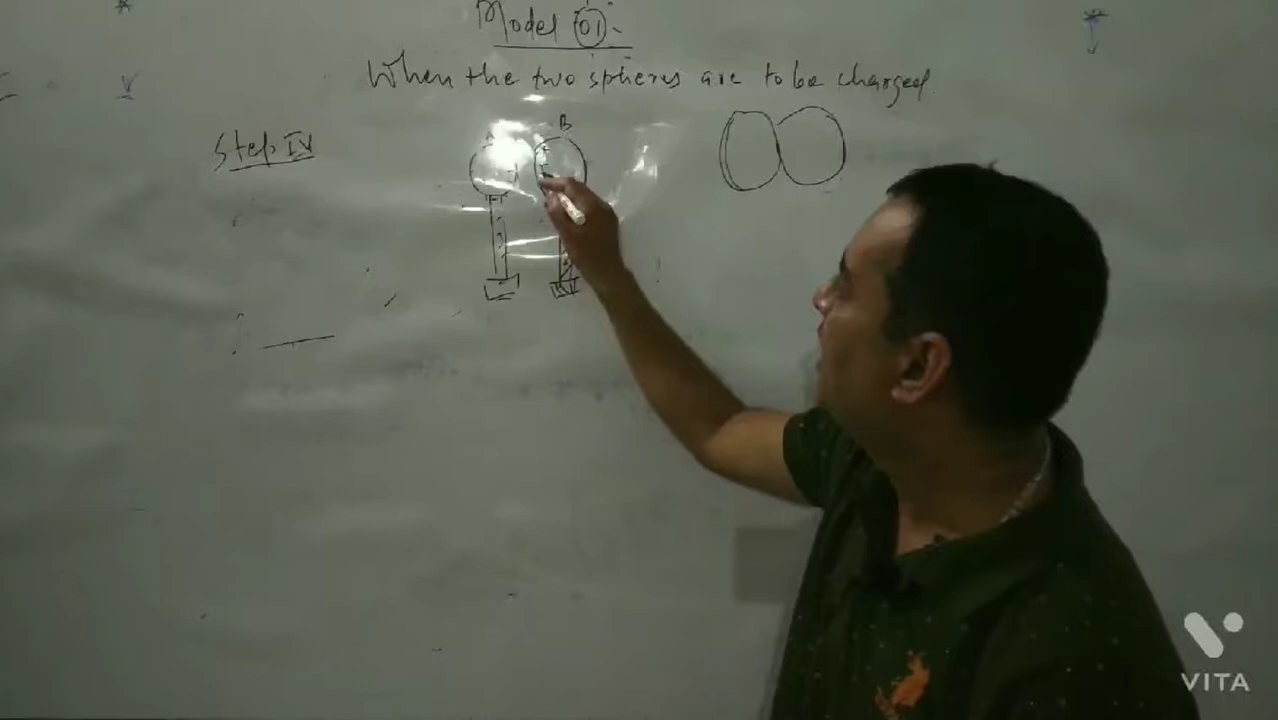 Model 01:-
When the two spheres are to be charged.
Step IV
A B
VITA